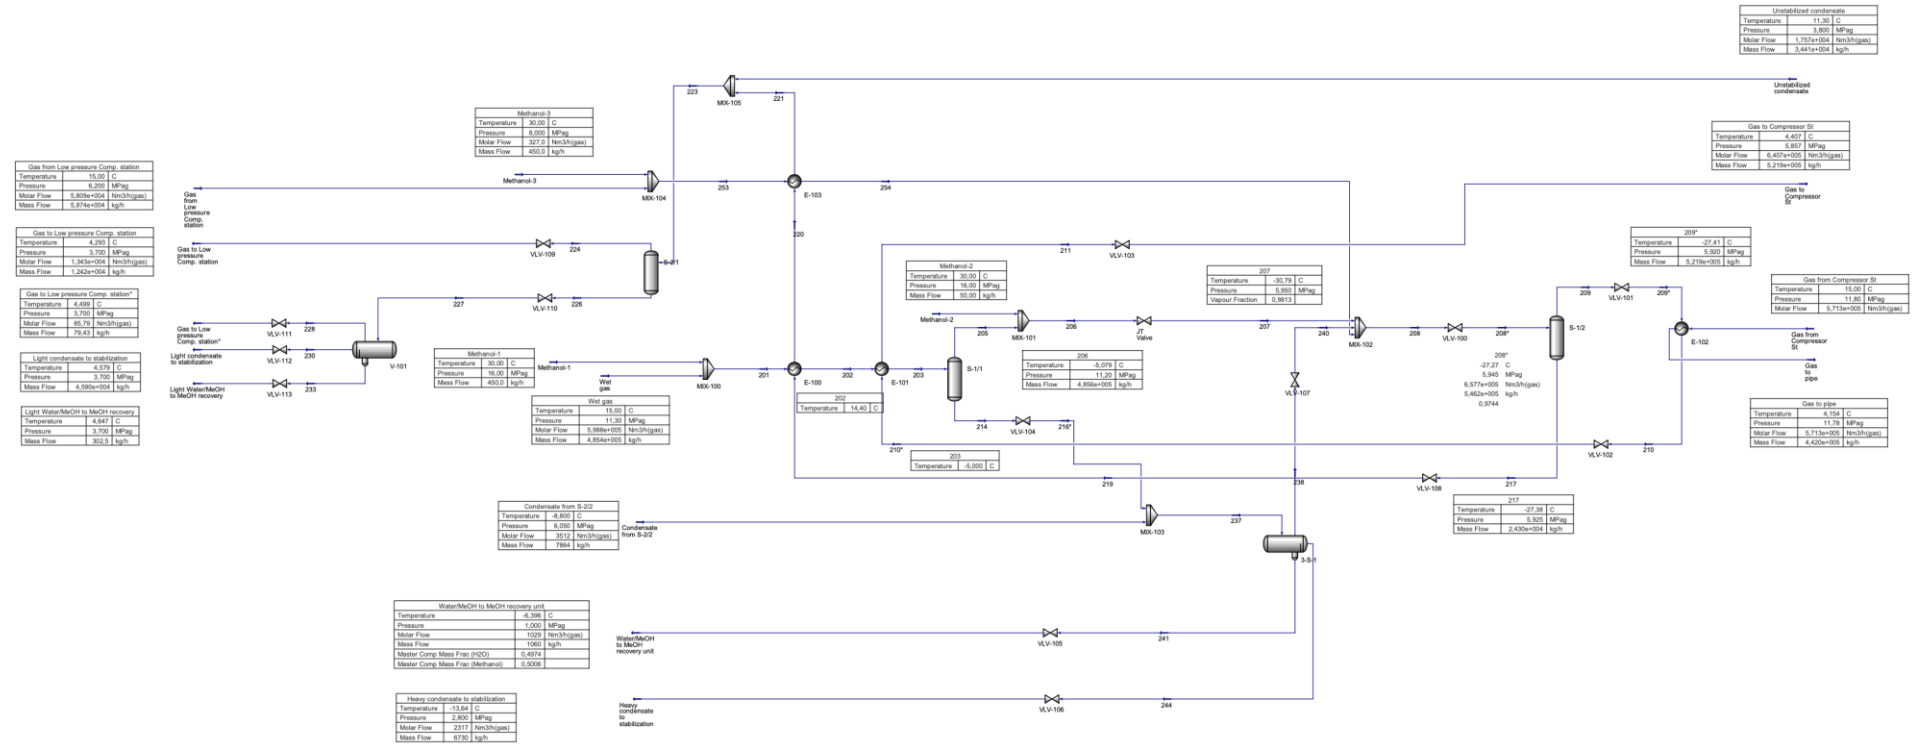 Unstabilized condensate
Temperature 11,30 C
Pressure 3,800 MPag
Molar Flow 1,757e+004 Nm3/h(gas)
Mass Flow 3,441e+004 kg/h
Unstabilized
condensate
223
MIX-105
221
Methanol-3
Temperature 30,00 C
Pressure 8,000 MPag
Molar Flow 327,0 Nm3/h(gas)
Mass Flow 450,0 kg/h
Gas to Compressor St
Temperature 4,407 C
Pressure 5,857 MPag
Molar Flow 6,407e+005 Nm3/h(gas)
Mass Flow 5,219e+005 kg/h
Gas from Low pressure Comp. station
Temperature 15,00 C
Pressure 6,200 MPag
Molar Flow 5,809e+004 Nm3/h(gas)
Mass Flow 5,974e+004 kg/h
Gas
from
Low
pressure
Comp.
station
Methanol-3
MIX-104
253
E-103
254
Gas to
Compressor
St
Gas to Low pressure Comp. station
Temperature 4,293 C
Pressure 3,700 MPag
Molar Flow 1,343e+004 Nm3/h(gas)
Mass Flow 1,242e+004 kg/h
Gas to Low
pressure
Comp. station
VLV-109
224
S-2/1
220
211
VLV-103
209*
Temperature -27,41 C
Pressure 5,920 MPag
Mass Flow 5,219e+005 kg/h
Methanol-2
Temperature 30,00 C
Pressure 16,00 MPag
Mass Flow 50,00 kg/h
207
Temperature -30,79 C
Pressure 5,950 MPag
Vapour Fraction 0,9813
Gas from Compressor St
Temperature 15,00 C
Pressure 11,80 MPag
Molar Flow 5,713e+005 Nm3/h(gas)
Gas to Low pressure Comp. station*
Temperature 4,499 C
Pressure 3,700 MPag
Molar Flow 85,79 Nm3/h(gas)
Mass Flow 79,43 kg/h
227
VLV-110
226
209
VLV-101
209*
Gas to Low
pressure
Comp. station*
VLV-111
228
Light condensate
to stabilization
VLV-112
230
V-101
Light Water/MeOH
to MeOH recovery
VLV-113
233
Methanol-2
205
MIX-101
206
JT
Valve
207
240
MIX-102
208
VLV-100
208*
S-1/2
E-102
Gas from
Compressor
St
Gas
to
pipe
Light condensate to stabilization
Temperature 4,579 C
Pressure 3,700 MPag
Mass Flow 4,590e+004 kg/h
Methanol-1
Temperature 30,00 C
Pressure 16,00 MPag
Mass Flow 450,0 kg/h
Methanol-1
Wet
gas
MIX-100
201
E-100
202
E-101
203
S-1/1
206
Temperature -5,079 C
Pressure 11,20 MPag
Mass Flow 4,856e+005 kg/h
208*
-27,27 C
5,945 MPag
6,577e+005 Nm3/h(gas)
5,462e+005 kg/h
0,9744
VLV-107
Light Water/MeOH to MeOH recovery
Temperature 4,647 C
Pressure 3,700 MPag
Mass Flow 302,5 kg/h
Wet gas
Temperature 15,00 C
Pressure 11,30 MPag
Molar Flow 5,988e+005 Nm3/h(gas)
Mass Flow 4,854e+005 kg/h
202
Temperature 14,40 C
214
VLV-104
216*
Gas to pipe
Temperature 4,154 C
Pressure 11,78 MPag
Molar Flow 5,713e+005 Nm3/h(gas)
Mass Flow 4,420e+005 kg/h
210*
VLV-102
210
203
Temperature -5,000 C
219
238
VLV-108
217
217
Temperature -27,38 C
Pressure 5,925 MPag
Mass Flow 2,430e+004 kg/h
Condensate from S-2/2
Temperature -8,800 C
Pressure 6,050 MPag
Molar Flow 3512 Nm3/h(gas)
Mass Flow 7864 kg/h
Condensate
from S-2/2
MIX-103
237
3-S-1
Water/MeOH to MeOH recovery unit
Temperature -6,396 C
Pressure 1,000 MPag
Molar Flow 1029 Nm3/h(gas)
Mass Flow 1060 kg/h
Master Comp Mass Frac (H2O) 0,4974
Master Comp Mass Frac (Methanol) 0,5006
Water/MeOH
to MeOH
recovery unit
VLV-105
241
Heavy condensate to stabilization
Temperature -13,64 C
Pressure 2,800 MPag
Molar Flow 2317 Nm3/h(gas)
Mass Flow 6730 kg/h
Heavy
condensate
to
stabilization
VLV-106
244